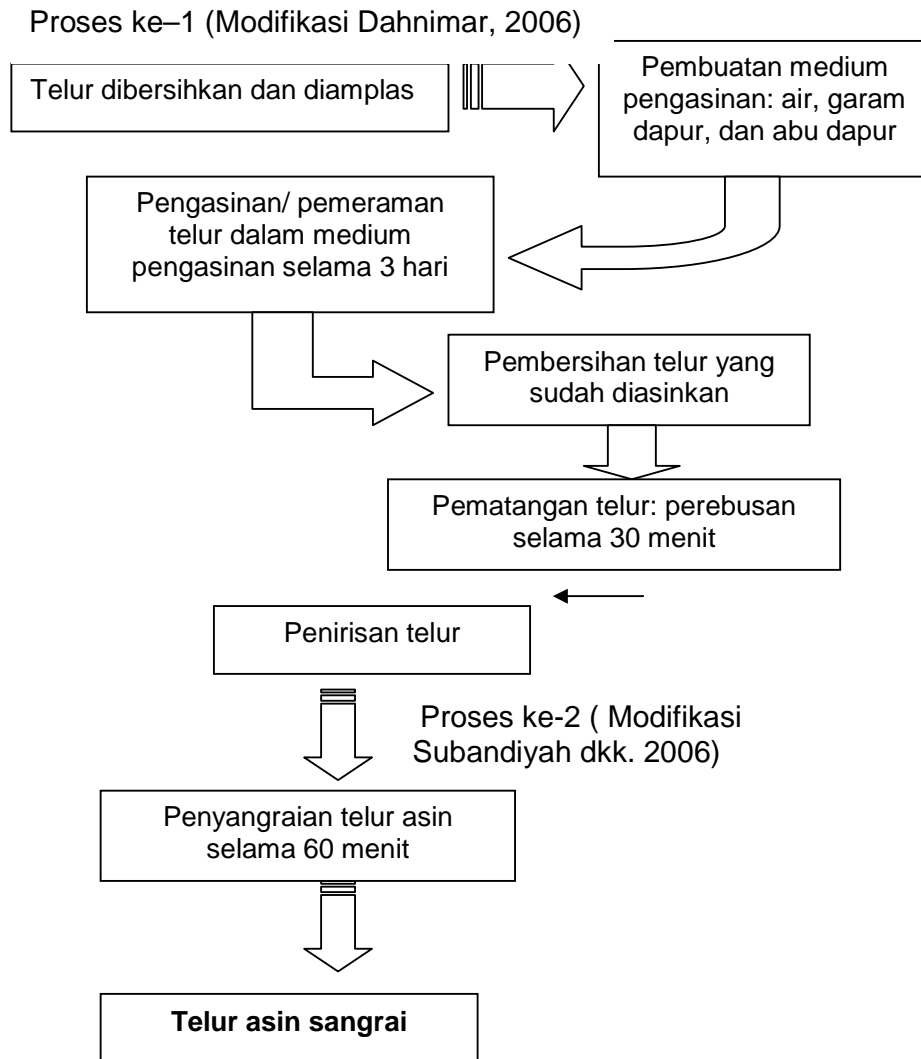 Proses ke–1 (Modifikasi Dahnimar, 2006)
Telur dibersihkan dan diamplas
Pembuatan medium
pengasinan: air, garam
dapur, dan abu dapur
Pengasinan/ pemeraman
telur dalam medium
pengasinan selama 3 hari
Pembersihan telur yang
sudah diasinkan
Pematangan telur: perebusan
selama 30 menit
Penirisan telur
Proses ke-2 ( Modifikasi
Subandiyah dkk. 2006)
Penyangraian telur asin
selama 60 menit
Telur asin sangrai